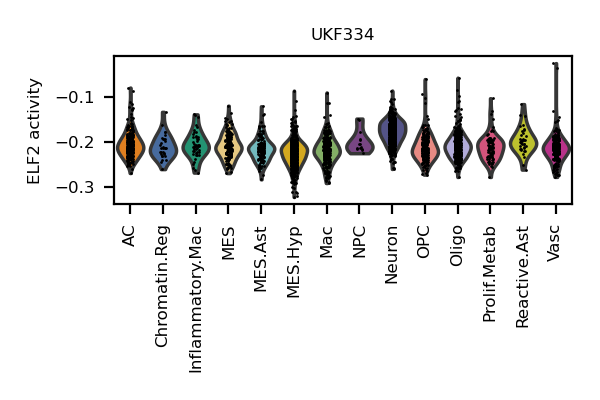 UKF334
ELF2 activity
−0.1
−0.2
−0.3
AC
Chromatin.Reg
Inflammatory.Mac
MES
MES.Ast
MES.Hyp
Mac
NPC
Neuron
OPC
Oligo
Prolif.Metab
Reactive.Ast
Vasc